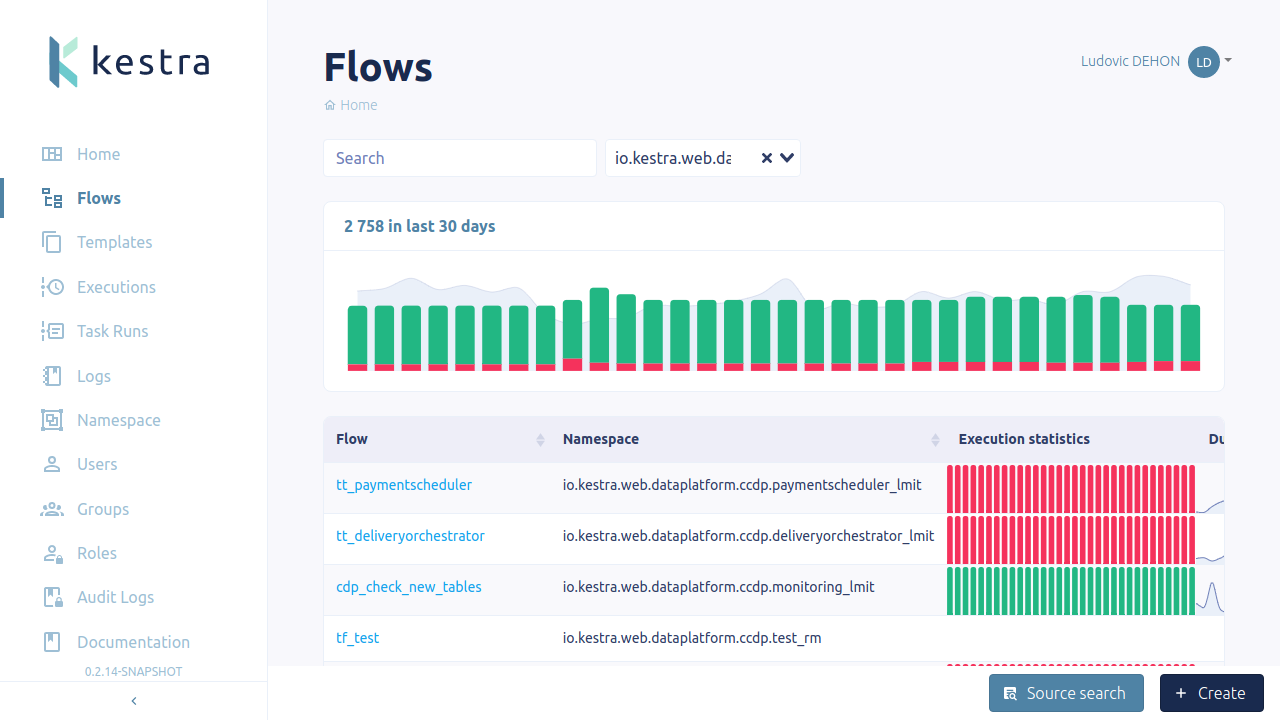 kestra
Home
Flows
Templates
Executions
Task Runs
Logs
Namespace
Users
Groups
Roles
Audit Logs
Documentation
0.2.14-SNAPSHOT
Flows
Home
Ludovic DEHON LD
Search
io.kestra.web.da
2 758 in last 30 days
Flow Namespace Execution statistics Du
tt_paymentscheduler io.kestra.web.dataplatform.ccdp.paymentscheduler_lmit
tt_deliveryorchestrator io.kestra.web.dataplatform.ccdp.deliveryorchestrator_lmit
cdp_check_new_tables io.kestra.web.dataplatform.ccdp.monitoring_lmit
tf_test io.kestra.web.dataplatform.ccdp.test_rm
Source search
+ Create